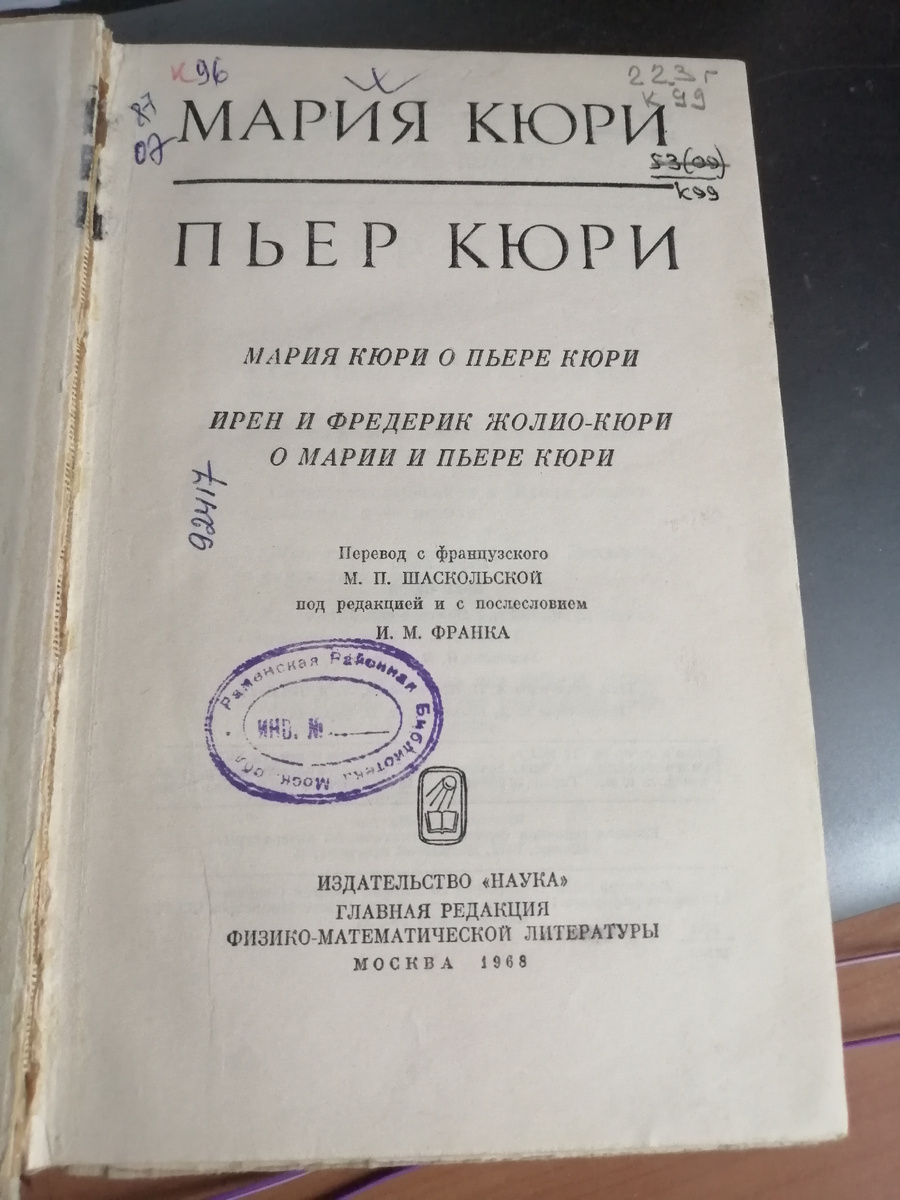 К96
22.3г
К99
87
07
МАРИЯ КЮРИ
53(09)
К99
ПЬЕР КЮРИ
МАРИЯ КЮРИ О ПЬЕРЕ КЮРИ
ИРЕН И ФРЕДЕРИК ЖОЛИО-КЮРИ
О МАРИИ И ПЬЕРЕ КЮРИ
92417
Перевод с французского
М. П. ШАСКОЛЬСКОЙ
под редакцией и с послесловием
И. М. ФРАНКА
Раменская Районная Библиотека, Моск. обл.
ИНВ. №
ИЗДАТЕЛЬСТВО «НАУКА»
ГЛАВНАЯ РЕДАКЦИЯ
ФИЗИКО-МАТЕМАТИЧЕСКОЙ ЛИТЕРАТУРЫ
МОСКВА 1968